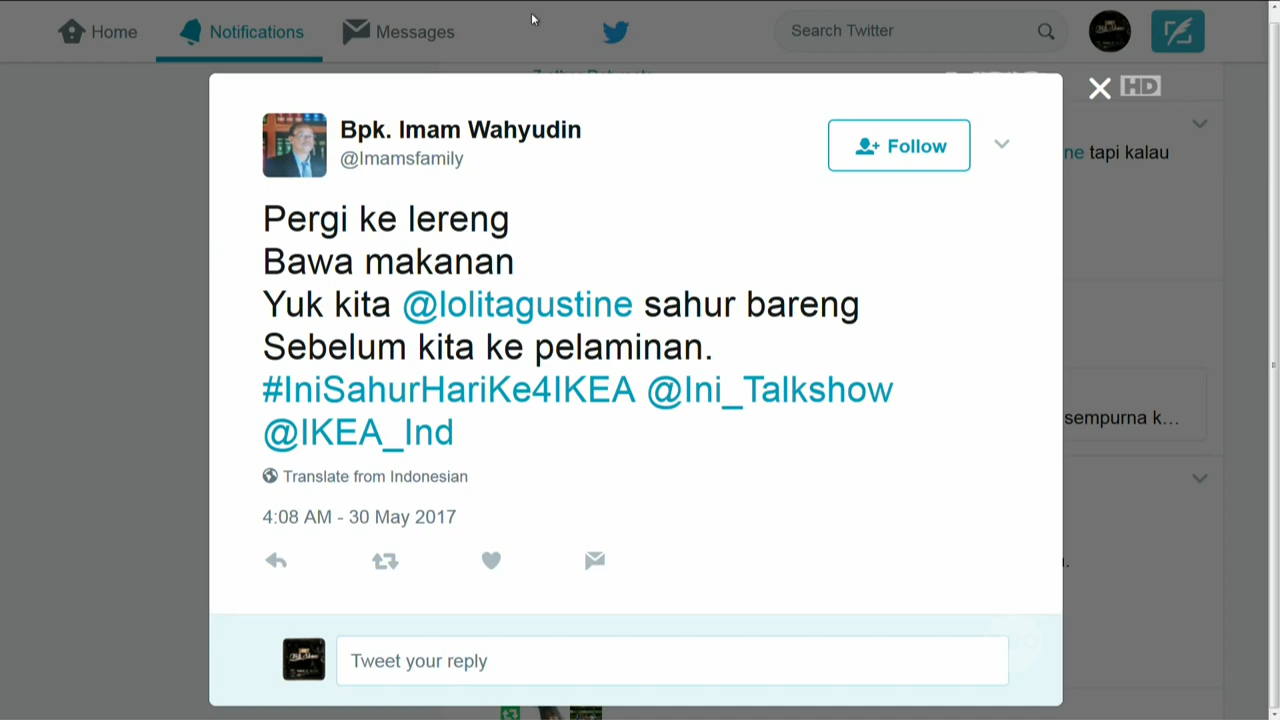 Home
Notifications
Messages
Search Twitter
HD
Bpk. Imam Wahyudin
@Imamsfamily
Follow
ne tapi kalau
Pergi ke lereng
Bawa makanan
Yuk kita @lolitagustine sahur bareng
Sebelum kita ke pelaminan.
#IniSahurHariKe4IKEA @Ini_Talkshow
@IKEA_Ind
sempurna k...
Translate from Indonesian
4:08 AM - 30 May 2017
Tweet your reply